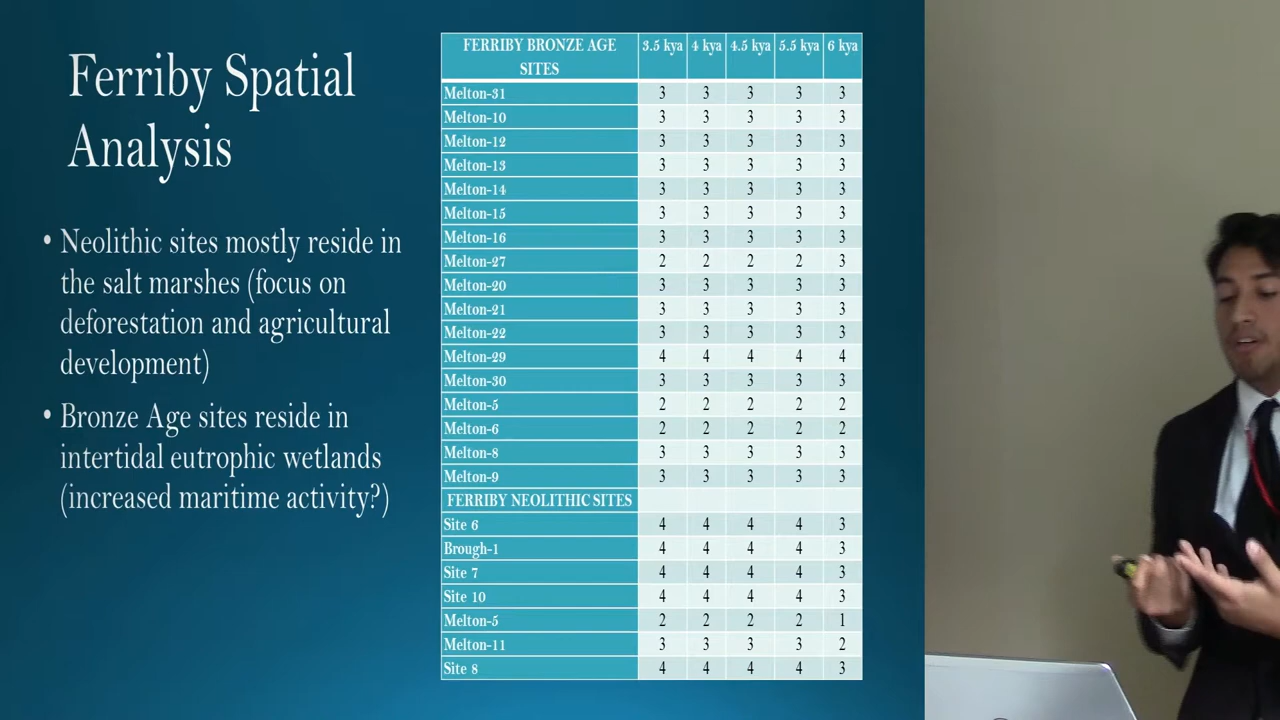 Ferriby Spatial
Analysis
• Neolithic sites mostly reside in
the salt marshes (focus on
deforestation and agricultural
development)
• Bronze Age sites reside in
intertidal eutrophic wetlands
(increased maritime activity?)
FERRIBY BRONZE AGE SITES 3.5 kya 4 kya 4.5 kya 5.5 kya 6 kya
Melton-31 3 3 3 3 3
Melton-10 3 3 3 3 3
Melton-12 3 3 3 3 3
Melton-13 3 3 3 3 3
Melton-14 3 3 3 3 3
Melton-15 3 3 3 3 3
Melton-16 3 3 3 3 3
Melton-27 2 2 2 2 3
Melton-20 3 3 3 3 3
Melton-21 3 3 3 3 3
Melton-22 3 3 3 3 3
Melton-29 4 4 4 4 4
Melton-30 3 3 3 3 3
Melton-5 2 2 2 2 2
Melton-6 2 2 2 2 2
Melton-8 3 3 3 3 3
Melton-9 3 3 3 3 3
FERRIBY NEOLITHIC SITES
Site 6 4 4 4 4 3
Brough-1 4 4 4 4 3
Site 7 4 4 4 4 3
Site 10 4 4 4 4 3
Melton-5 2 2 2 2 1
Melton-11 3 3 3 3 2
Site 8 4 4 4 4 3